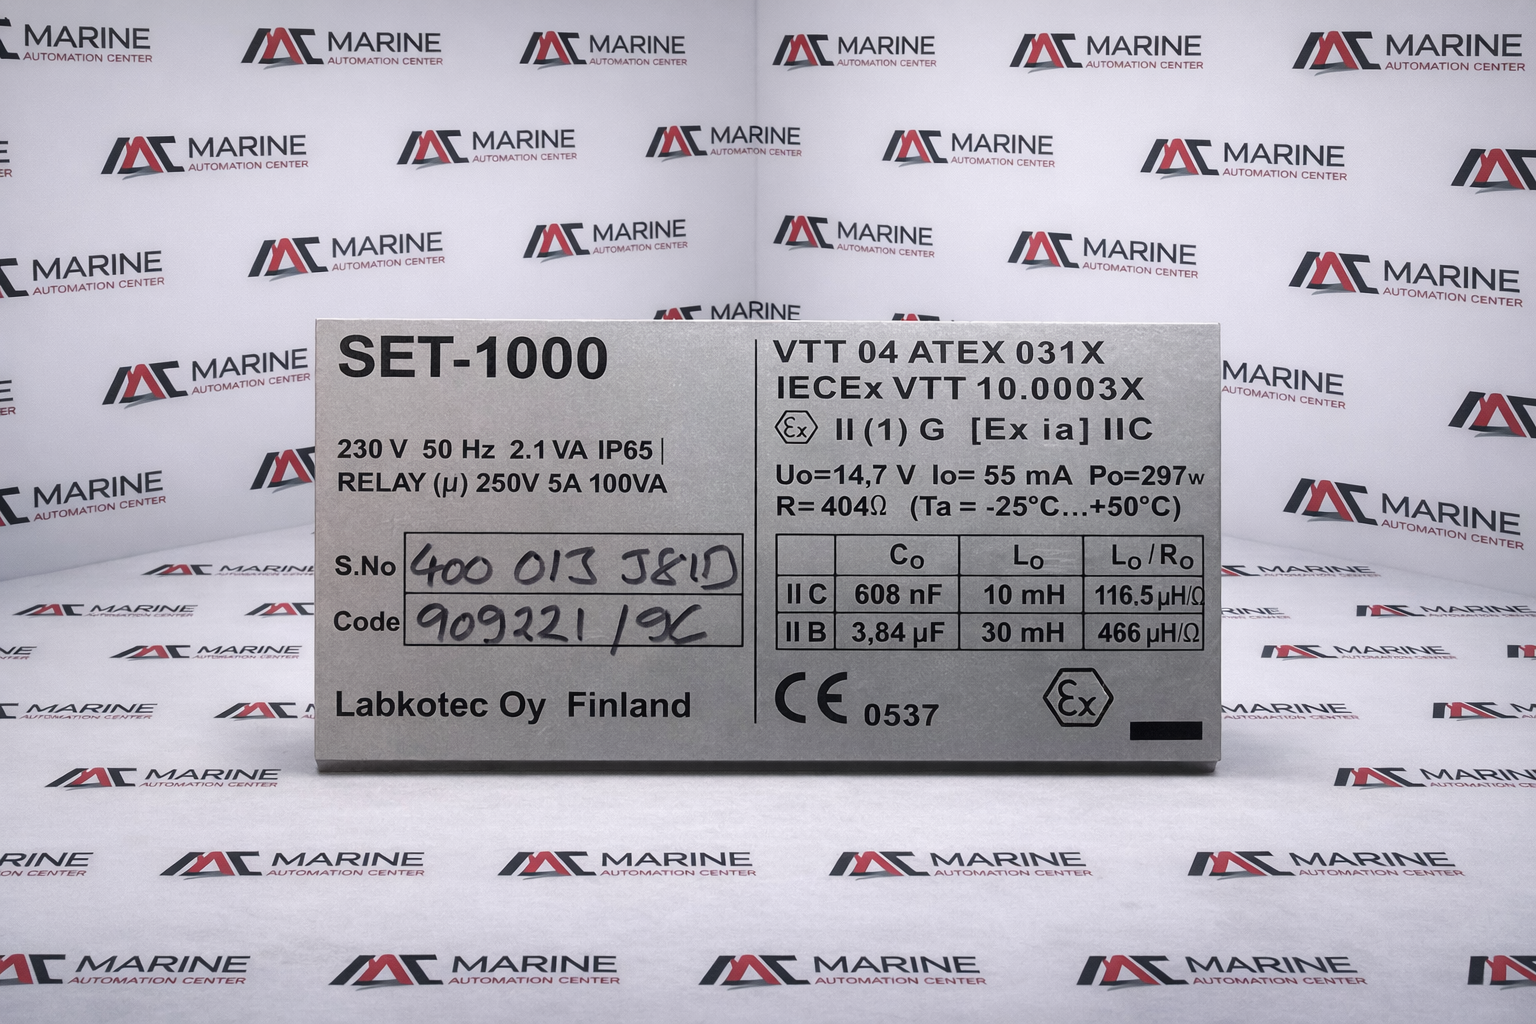 MARINE
AUTOMATION CENTER
SET-1000
230 V 50 Hz 2.1 VA IP65
RELAY (µ) 250V 5A 100VA
S.No 400 013 J81D
Code 909221 /9C
Labkotec Oy Finland
VTT 04 ATEX 031X
IECEx VTT 10.0003X
Ex II (1) G [Ex ia] IIC
Uo=14,7 V Io= 55 mA Po=297w
R= 404Ω (Ta = -25°C...+50°C)
Co Lo Lo/Ro
II C 608 nF 10 mH 116.5 µH/Ω
II B 3,84 µF 30 mH 466 µH/Ω
CE 0537 Ex